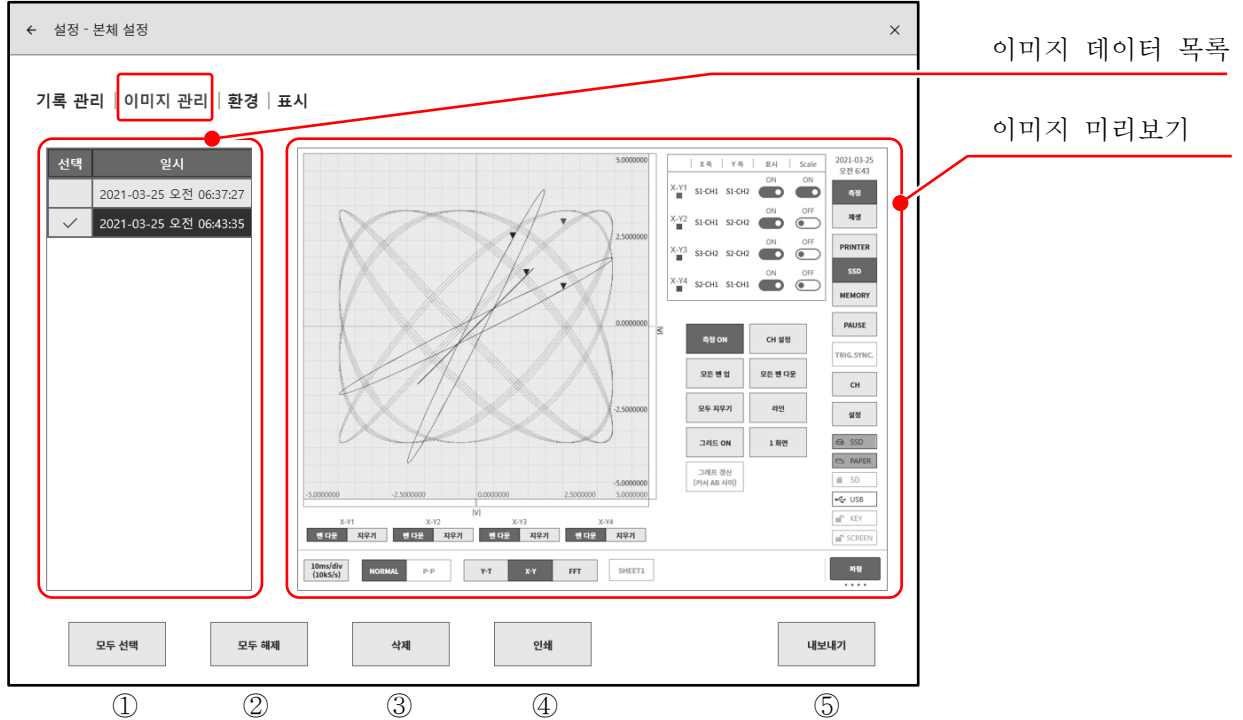 ← 설정 - 본체 설정 ×
이미지 데이터 목록
이미지 미리보기
기록 관리 | 이미지 관리 | 환경 | 표시
선택 일시
2021-03-25 오전 06:37:27
✓ 2021-03-25 오전 06:43:35
5.0000000
2.5000000
0.0000000
-2.5000000
-5.0000000
[V]
-5.0000000 -2.5000000 0.0000000 2.5000000 5.0000000
[V]
X-Y1 X-Y2 X-Y3 X-Y4
펜 다운 지우기 펜 다운 지우기 펜 다운 지우기 펜 다운 지우기
X 축 Y 축 표시 Scale
ON ON
X-Y1 S1-CH1 S1-CH2
ON OFF
X-Y2 S1-CH1 S2-CH2
ON OFF
X-Y3 S3-CH2 S2-CH2
ON OFF
X-Y4 S2-CH1 S1-CH1
측정 ON CH 설정
모든 펜 업 모든 펜 다운
모두 지우기 라인
그리드 ON 1 화면
그래프 갱신
(커서 AB 사이)
2021-03-25
오전 6:43
측정
재생
PRINTER
SSD
MEMORY
PAUSE
TRIG.SYNC.
CH
설정
SSD
PAPER
SD
USB
KEY
SCREEN
10ms/div
(10kS/s)
NORMAL P-P Y-T X-Y FFT SHEET1 파형
모두 선택 모두 해제 삭제 인쇄 내보내기
① ② ③ ④ ⑤